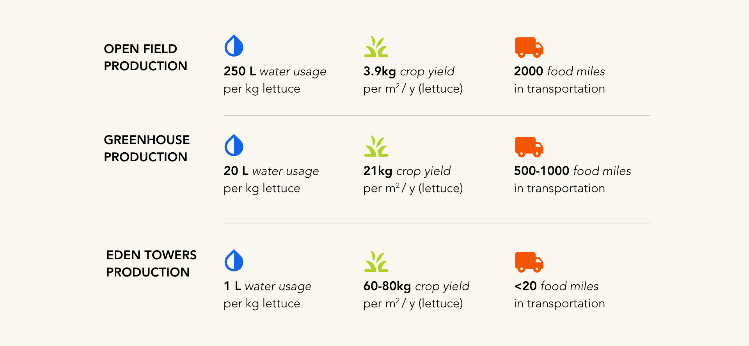 OPEN FIELD
PRODUCTION
250 L water usage
per kg lettuce
3.9kg crop yield
per m² / y (lettuce)
2000 food miles
in transportation
GREENHOUSE
PRODUCTION
20 L water usage
per kg lettuce
21kg crop yield
per m² / y (lettuce)
500-1000 food miles
in transportation
EDEN TOWERS
PRODUCTION
1 L water usage
per kg lettuce
60-80kg crop yield
per m² / y (lettuce)
<20 food miles
in transportation